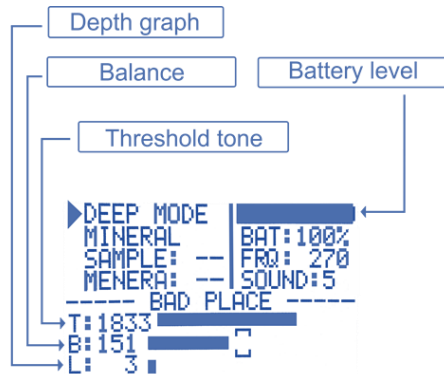 Depth graph
Balance
Battery level
Threshold tone
DEEP MODE
MINERAL BAT:100%
SAMPLE: -- FRQ: 270
MENERA: -- SOUND:5
----- BAD PLACE -----
T:1833
B:151
L: 3